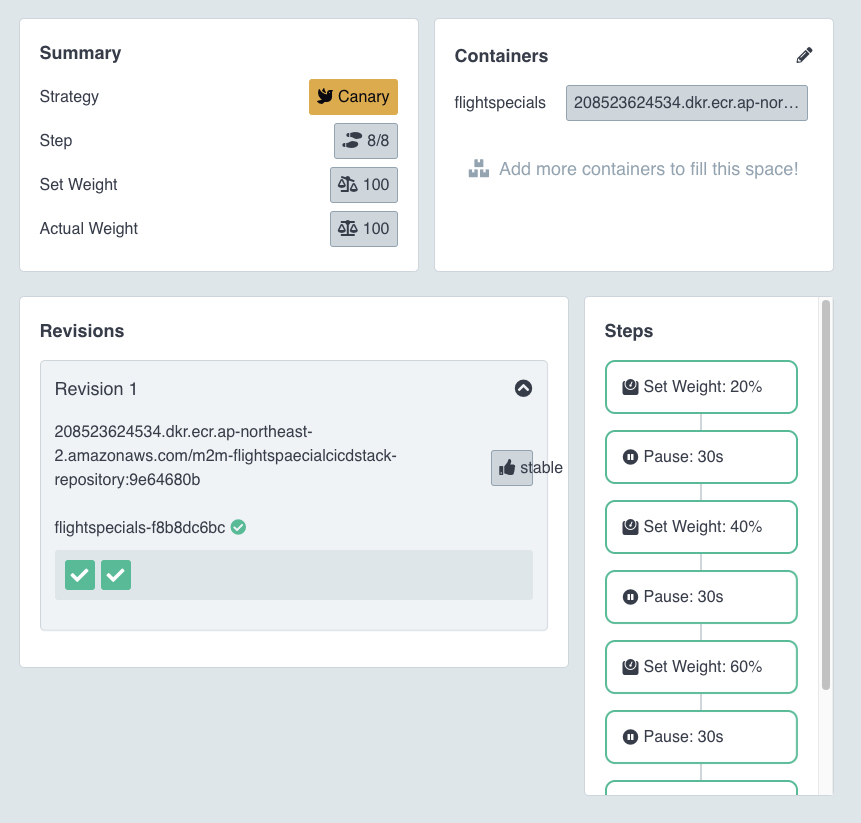 Summary
Strategy
Canary
Step
8/8
Set Weight
100
Actual Weight
100
Containers
flightspecials
208523624534.dkr.ecr.ap-nor…
Add more containers to fill this space!
Revisions
Revision 1
208523624534.dkr.ecr.ap-northeast-
2.amazonaws.com/m2m-flightspaecialcicdstack-
repository:9e64680b
stable
flightspecials-f8b8dc6bc
Steps
Set Weight: 20%
Pause: 30s
Set Weight: 40%
Pause: 30s
Set Weight: 60%
Pause: 30s